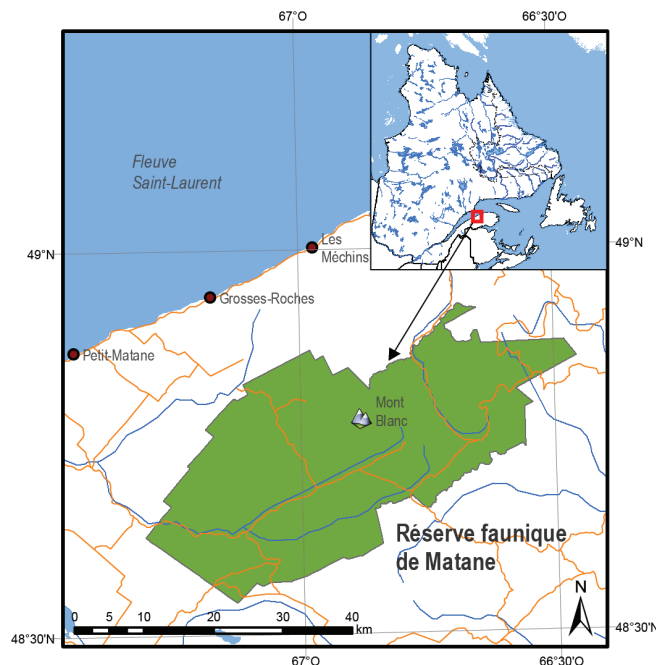 67°O
66°30'O
Fleuve
Saint-Laurent
49°N
49°N
Les
Méchins
Grosses-Roches
Petit-Matane
Mont
Blanc
Réserve faunique
de Matane
N
0 5 10 20 30 40
km
48°30'N
48°30'N
67°O
66°30'O